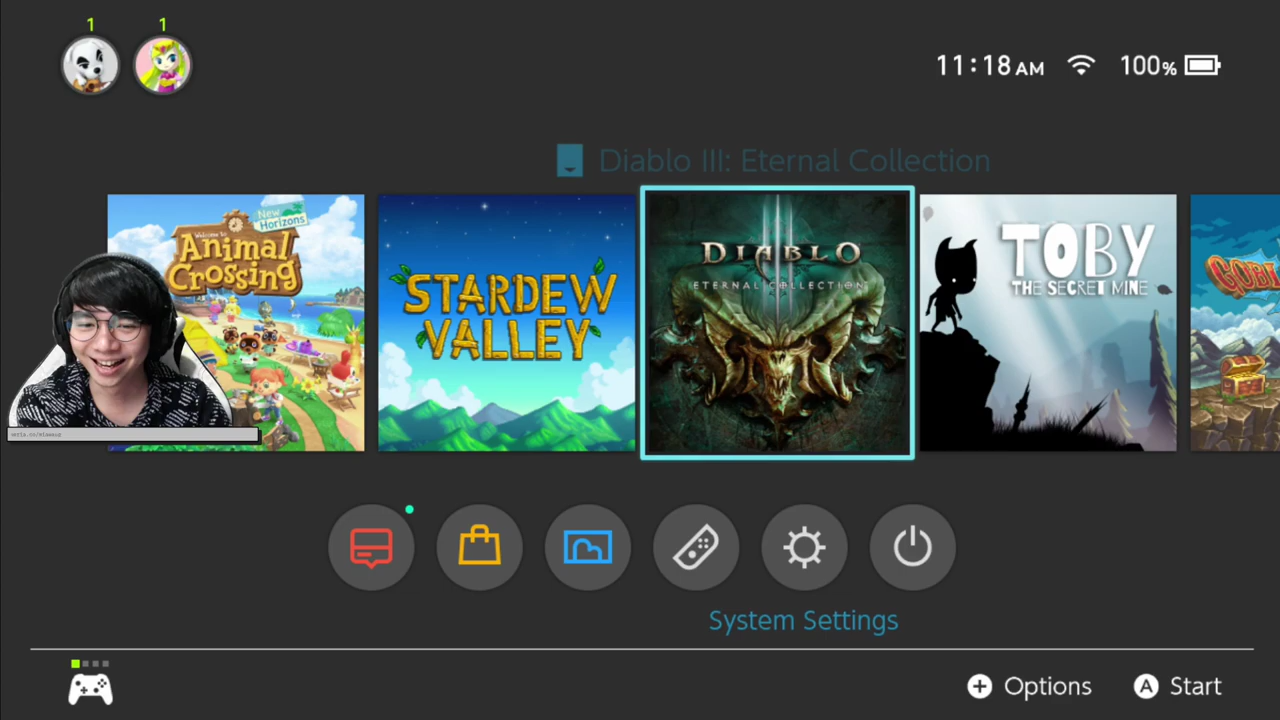 1 1
11:18 AM 100%
Diablo III: Eternal Collection
New
Horizons
Welcome to
Animal
Crossing
STARDEW
VALLEY
DIABLO
III
ETERNAL COLLECTION
TOBY
THE SECRET MINE
System Settings
+ Options A Start